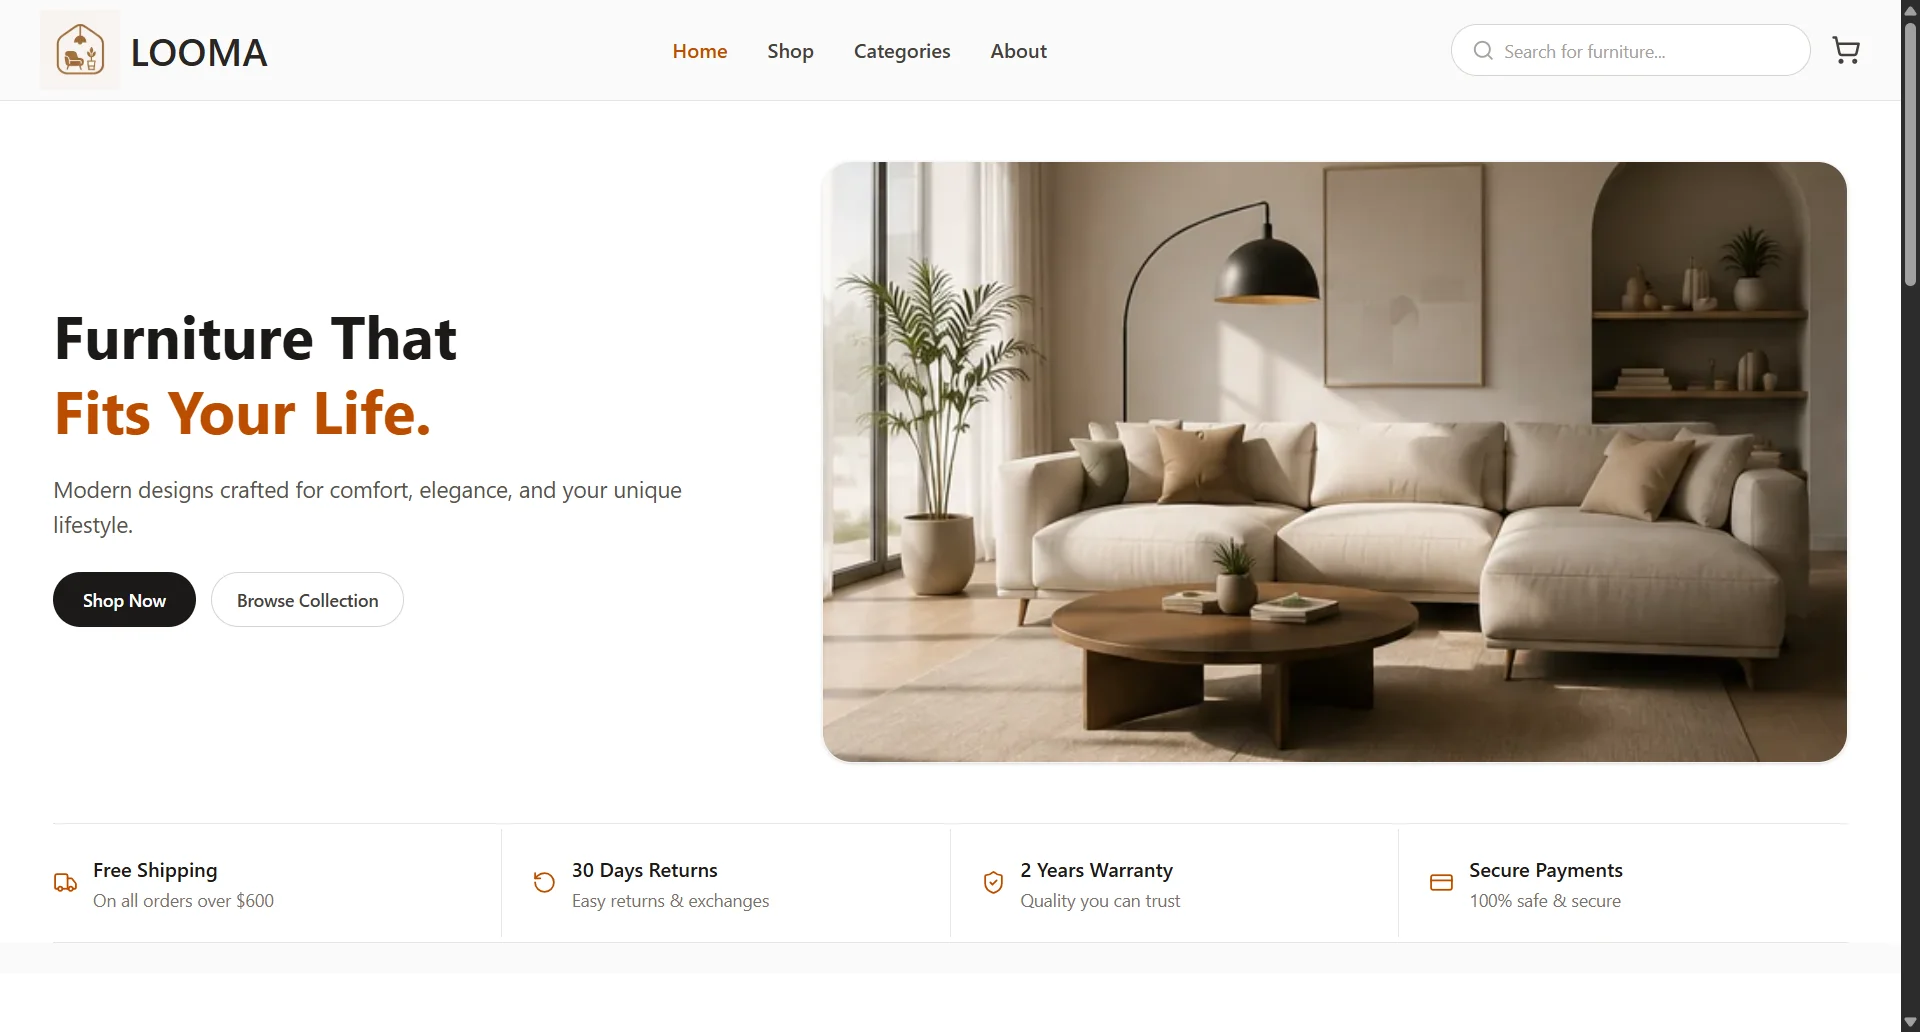 LOOMA
Home
Shop
Categories
About
Search for furniture...
Furniture That
Fits Your Life.
Modern designs crafted for comfort, elegance, and your unique
lifestyle.
Shop Now
Browse Collection
Free Shipping
On all orders over $600
30 Days Returns
Easy returns & exchanges
2 Years Warranty
Quality you can trust
Secure Payments
100% safe & secure